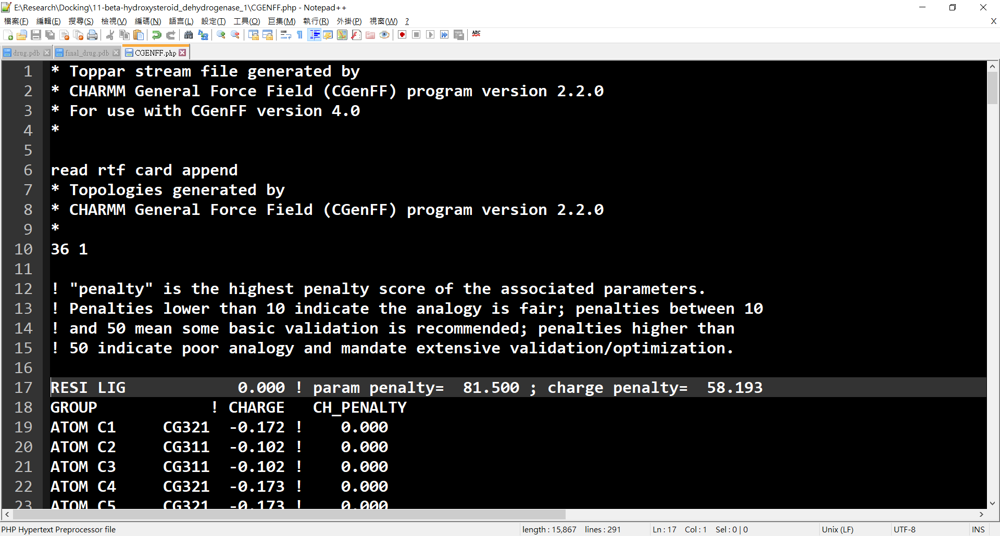 E:\Research\Docking\11-beta-hydroxysteroid_dehydrogenase_1\CGENFF.php - Notepad++
檔案(F) 編輯(E) 搜尋(S) 檢視(V) 編碼(N) 語言(L) 設定(T) 工具(O) 巨集(M) 執行(R) 外掛(P) 視窗(W) ? X
ABC
drug.pdb final_drug.pdb CGENFF.php
1 * Toppar stream file generated by
2 * CHARMM General Force Field (CGenFF) program version 2.2.0
3 * For use with CGenFF version 4.0
4 *
5
6 read rtf card append
7 * Topologies generated by
8 * CHARMM General Force Field (CGenFF) program version 2.2.0
9 *
10 36 1
11
12 ! "penalty" is the highest penalty score of the associated parameters.
13 ! Penalties lower than 10 indicate the analogy is fair; penalties between 10
14 ! and 50 mean some basic validation is recommended; penalties higher than
15 ! 50 indicate poor analogy and mandate extensive validation/optimization.
16
17 RESI LIG 0.000 ! param penalty= 81.500 ; charge penalty= 58.193
18 GROUP ! CHARGE CH_PENALTY
19 ATOM C1 CG321 -0.172 ! 0.000
20 ATOM C2 CG311 -0.102 ! 0.000
21 ATOM C3 CG311 -0.102 ! 0.000
22 ATOM C4 CG321 -0.173 ! 0.000
23 ATOM C5 CG321 -0.173 ! 0.000
PHP Hypertext Preprocessor file length : 15,867 lines : 291 Ln : 17 Col : 1 Sel : 0 | 0 Unix (LF) UTF-8 INS